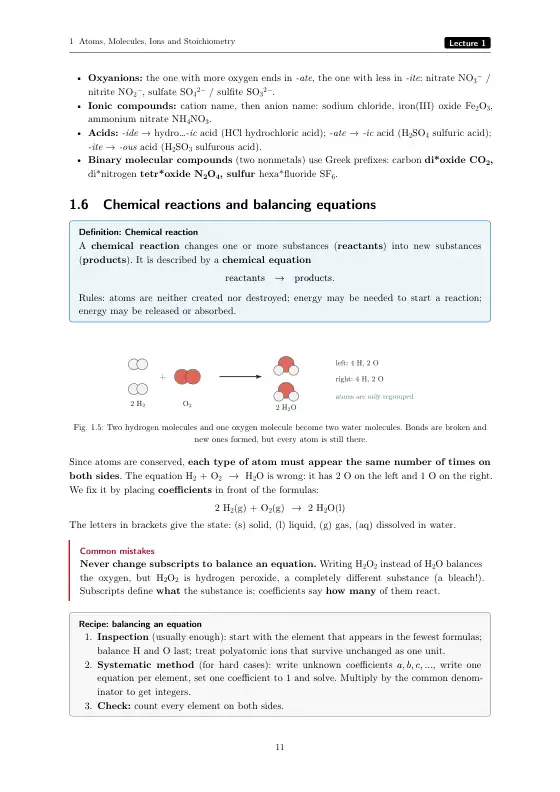 1 Atoms, Molecules, Ions and Stoichiometry
Lecture 1
• Oxyanions: the one with more oxygen ends in -ate, the one with less in -ite: nitrate NO₃⁻ /
nitrite NO₂⁻, sulfate SO₄²⁻ / sulfite SO₃²⁻.
• Ionic compounds: cation name, then anion name: sodium chloride, iron(III) oxide Fe₂O₃,
ammonium nitrate NH₄NO₃.
• Acids: -ide → hydro…-ic acid (HCl hydrochloric acid); -ate → -ic acid (H₂SO₄ sulfuric acid);
-ite → -ous acid (H₂SO₃ sulfurous acid).
• Binary molecular compounds (two nonmetals) use Greek prefixes: carbon di*oxide CO₂,
di*nitrogen tetr*oxide N₂O₄, sulfur hexa*fluoride SF₆.
1.6 Chemical reactions and balancing equations
Definition: Chemical reaction
A chemical reaction changes one or more substances (reactants) into new substances
(products). It is described by a chemical equation
reactants → products.
Rules: atoms are neither created nor destroyed; energy may be needed to start a reaction;
energy may be released or absorbed.
+
2 H₂
O₂
2 H₂O
left: 4 H, 2 O
right: 4 H, 2 O
atoms are only regrouped
Fig. 1.5: Two hydrogen molecules and one oxygen molecule become two water molecules. Bonds are broken and
new ones formed, but every atom is still there.
Since atoms are conserved, each type of atom must appear the same number of times on
both sides. The equation H₂ + O₂ → H₂O is wrong: it has 2 O on the left and 1 O on the right.
We fix it by placing coefficients in front of the formulas:
2 H₂(g) + O₂(g) → 2 H₂O(l)
The letters in brackets give the state: (s) solid, (l) liquid, (g) gas, (aq) dissolved in water.
Common mistakes
Never change subscripts to balance an equation. Writing H₂O₂ instead of H₂O balances
the oxygen, but H₂O₂ is hydrogen peroxide, a completely different substance (a bleach!).
Subscripts define what the substance is; coefficients say how many of them react.
Recipe: balancing an equation
1. Inspection (usually enough): start with the element that appears in the fewest formulas;
balance H and O last; treat polyatomic ions that survive unchanged as one unit.
2. Systematic method (for hard cases): write unknown coefficients a, b, c, ..., write one
equation per element, set one coefficient to 1 and solve. Multiply by the common denom-
inator to get integers.
3. Check: count every element on both sides.
11